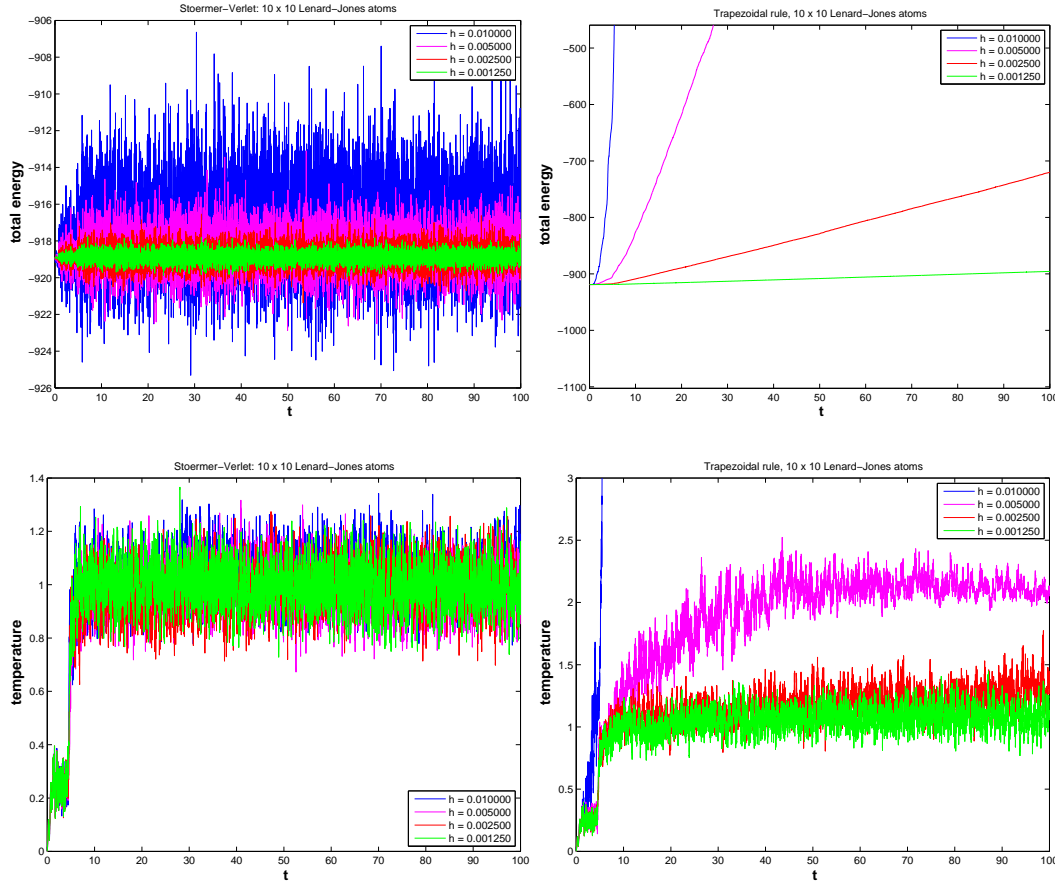 Stoermer−Verlet: 10 x 10 Lenard−Jones atoms
−906
−908
−910
−912
−914
−916
−918
−920
−922
−924
−926
total energy
0 10 20 30 40 50 60 70 80 90 100
t
h = 0.010000
h = 0.005000
h = 0.002500
h = 0.001250
Trapezoidal rule, 10 x 10 Lennard−Jones atoms
−500
−600
−700
−800
−900
−1000
−1100
total energy
0 10 20 30 40 50 60 70 80 90 100
t
h = 0.010000
h = 0.005000
h = 0.002500
h = 0.001250
Stoermer−Verlet: 10 x 10 Lenard−Jones atoms
1.4
1.2
1
0.8
0.6
0.4
0.2
0
temperature
0 10 20 30 40 50 60 70 80 90 100
t
h = 0.010000
h = 0.005000
h = 0.002500
h = 0.001250
Trapezoidal rule, 10 x 10 Lennard−Jones atoms
3
2.5
2
1.5
1
0.5
0
temperature
0 10 20 30 40 50 60 70 80 90 100
t
h = 0.010000
h = 0.005000
h = 0.002500
h = 0.001250